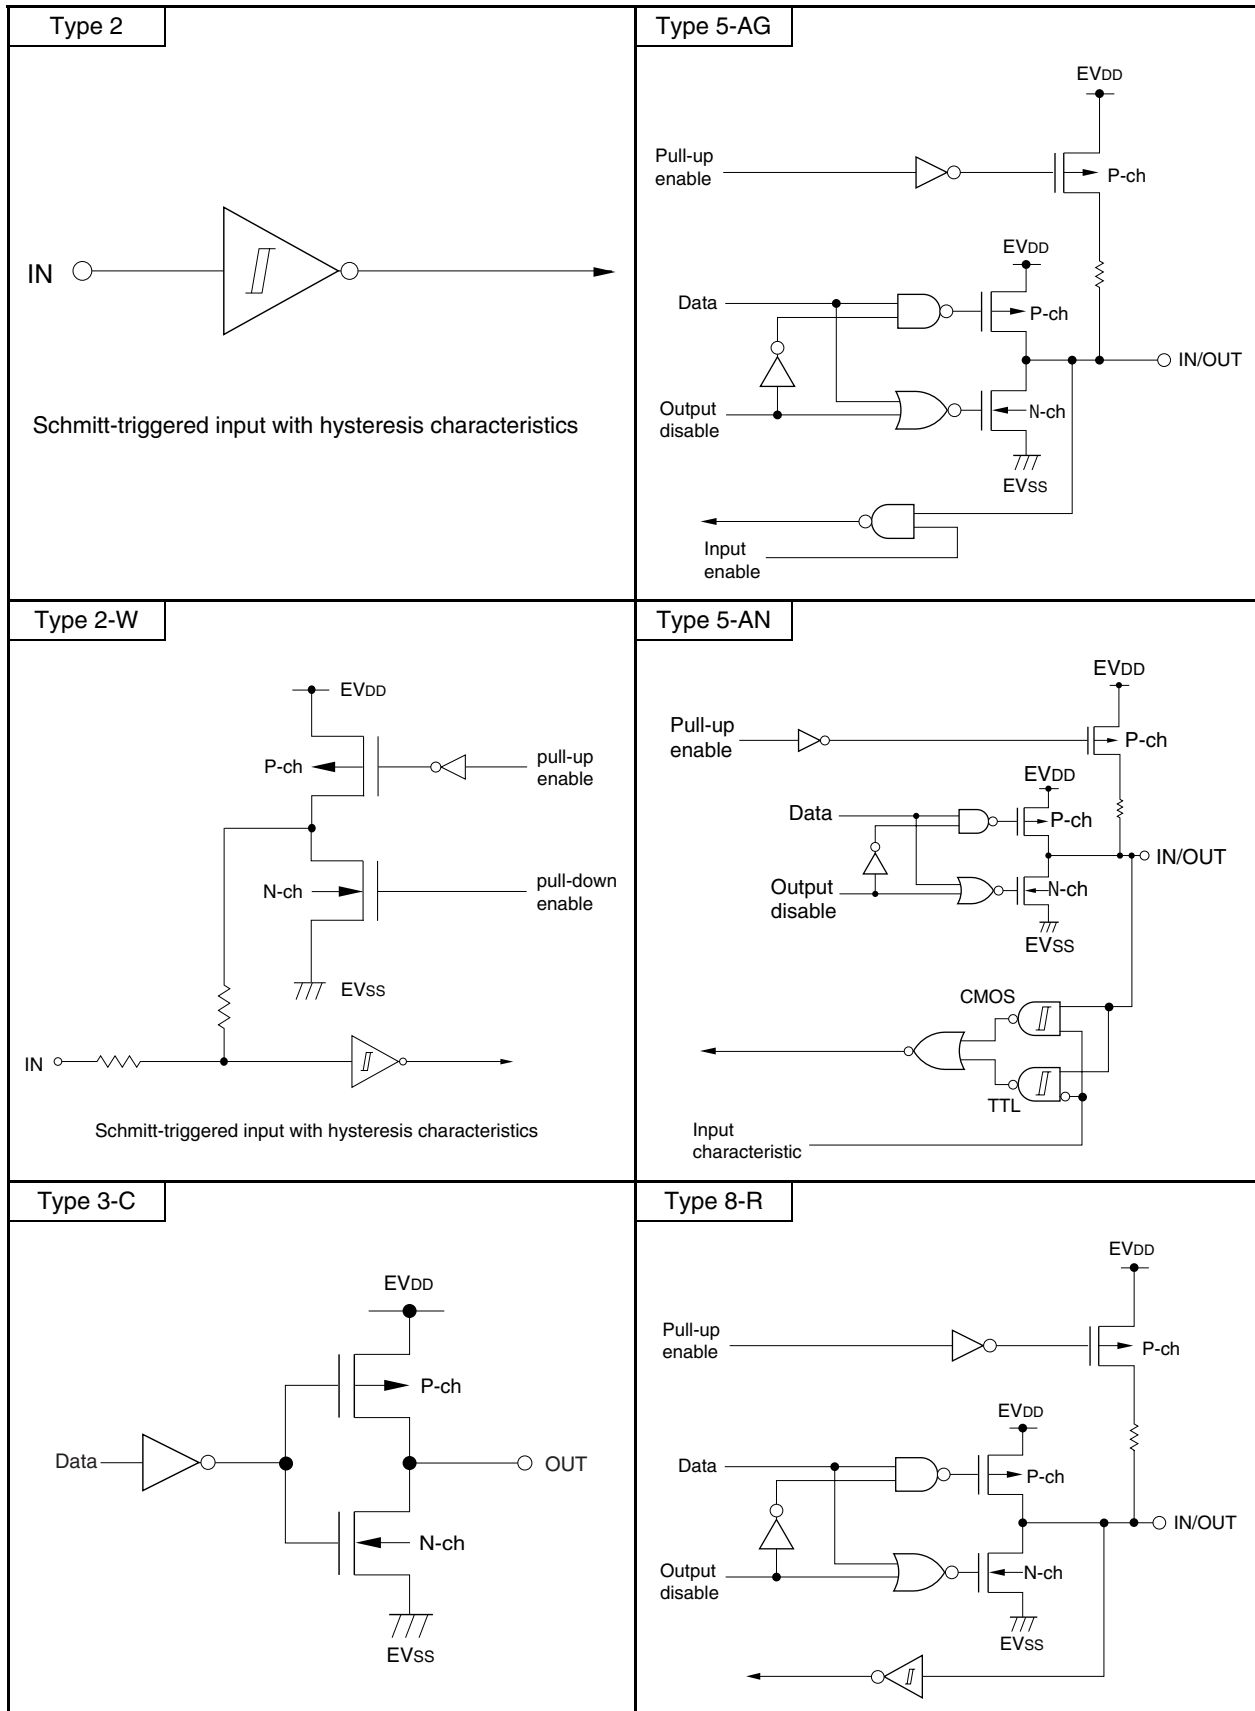 Type 2
IN
Schmitt-triggered input with hysteresis characteristics
Type 5-AG
EVDD
Pull-up
enable
P-ch
EVDD
Data
P-ch
IN/OUT
Output
disable
N-ch
EVSS
Input
enable
Type 2-W
EVDD
P-ch
pull-up
enable
N-ch
pull-down
enable
EVSS
IN
Schmitt-triggered input with hysteresis characteristics
Type 5-AN
EVDD
Pull-up
enable
P-ch
EVDD
Data
P-ch
IN/OUT
Output
disable
N-ch
EVSS
CMOS
TTL
Input
characteristic
Type 3-C
EVDD
P-ch
Data
OUT
N-ch
EVSS
Type 8-R
EVDD
Pull-up
enable
P-ch
EVDD
Data
P-ch
IN/OUT
Output
disable
N-ch
EVSS